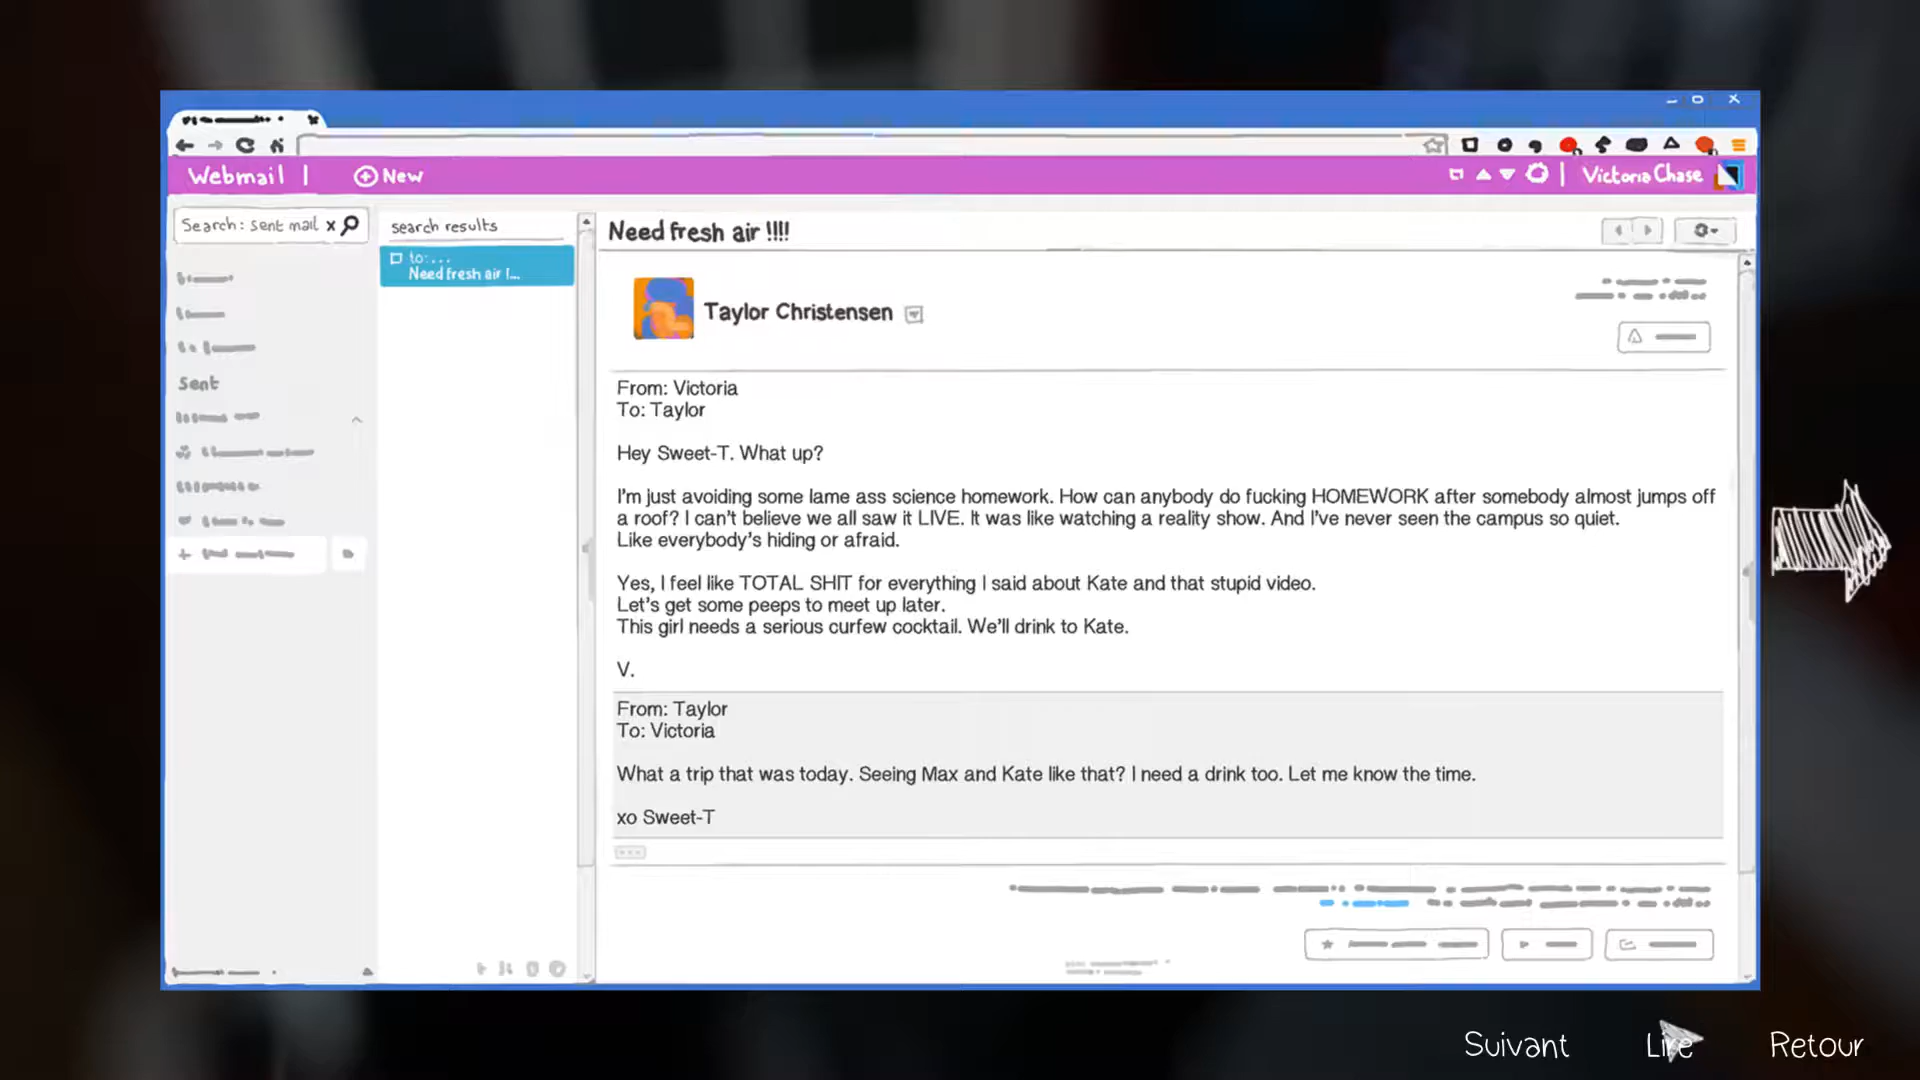 Webmail | New
Victoria Chase
Search: sent mail x
search results
to:...
Need fresh air !...
Sent
Need fresh air !!!!
Taylor Christensen
From: Victoria
To: Taylor
Hey Sweet-T. What up?
I'm just avoiding some lame ass science homework. How can anybody do fucking HOMEWORK after somebody almost jumps off
a roof? I can't believe we all saw it LIVE. It was like watching a reality show. And I've never seen the campus so quiet.
Like everybody's hiding or afraid.
Yes, I feel like TOTAL SHIT for everything I said about Kate and that stupid video.
Let's get some peeps to meet up later.
This girl needs a serious curfew cocktail. We'll drink to Kate.
V.
From: Taylor
To: Victoria
What a trip that was today. Seeing Max and Kate like that? I need a drink too. Let me know the time.
xo Sweet-T
Suivant
Lire
Retour